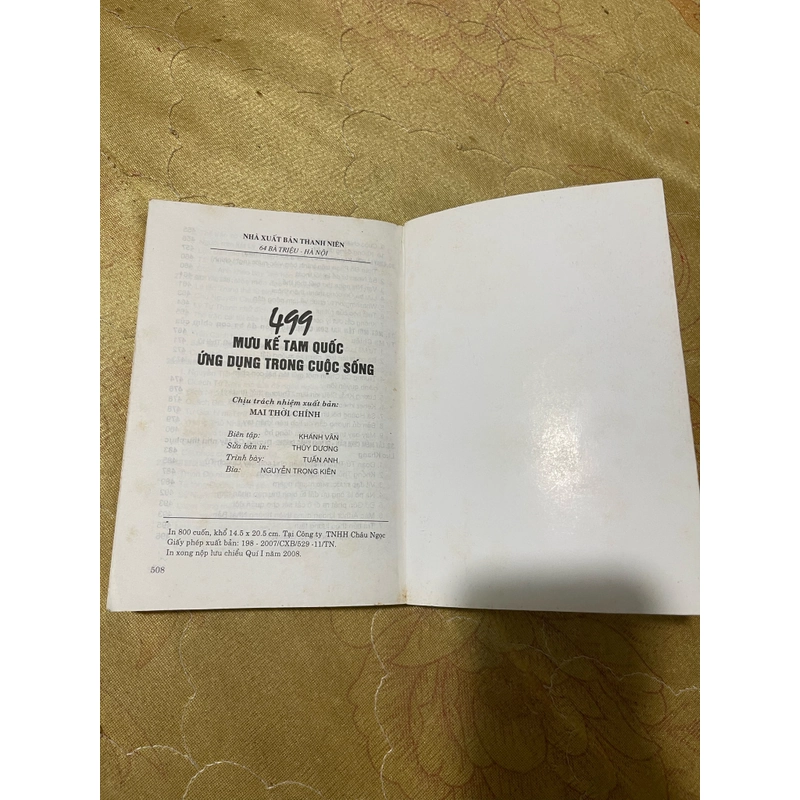 NHÀ XUẤT BẢN THANH NIÊN
64 BÀ TRIỆU - HÀ NỘI
499
MƯU KẾ TAM QUỐC
ỨNG DỤNG TRONG CUỘC SỐNG
Chịu trách nhiệm xuất bản:
MAI THỜI CHÍNH
Biên tập: KHÁNH VÂN
Sửa bản in: THÙY DƯƠNG
Trình bày: TUẤN ANH
Bìa: NGUYỄN TRỌNG KIÊN
In 800 cuốn, khổ 14.5 x 20.5 cm. Tại Công ty TNHH Châu Ngọc
Giấy phép xuất bản: 198 - 2007/CXB/529 -11/TN.
In xong nộp lưu chiểu Quí I năm 2008.
508